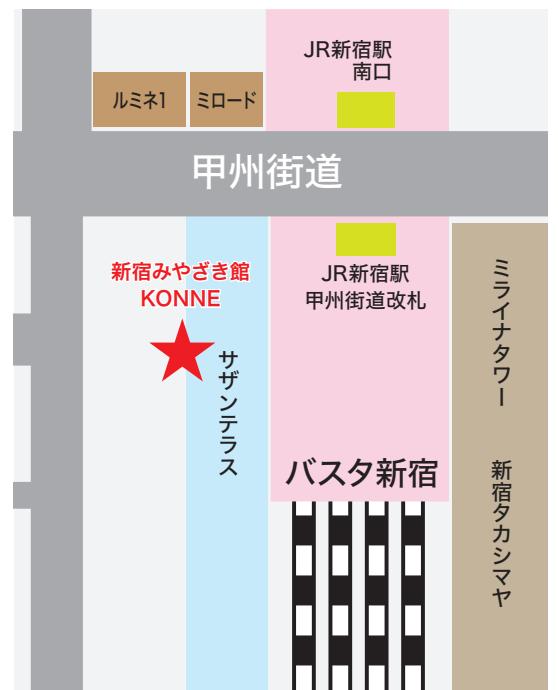 JR新宿駅
南口
ルミネ1
ミロード
甲州街道
新宿みやざき館
KONNE
JR新宿駅
甲州街道改札
サザンテラス
バスタ新宿
ミライナタワー
新宿タカシマヤ